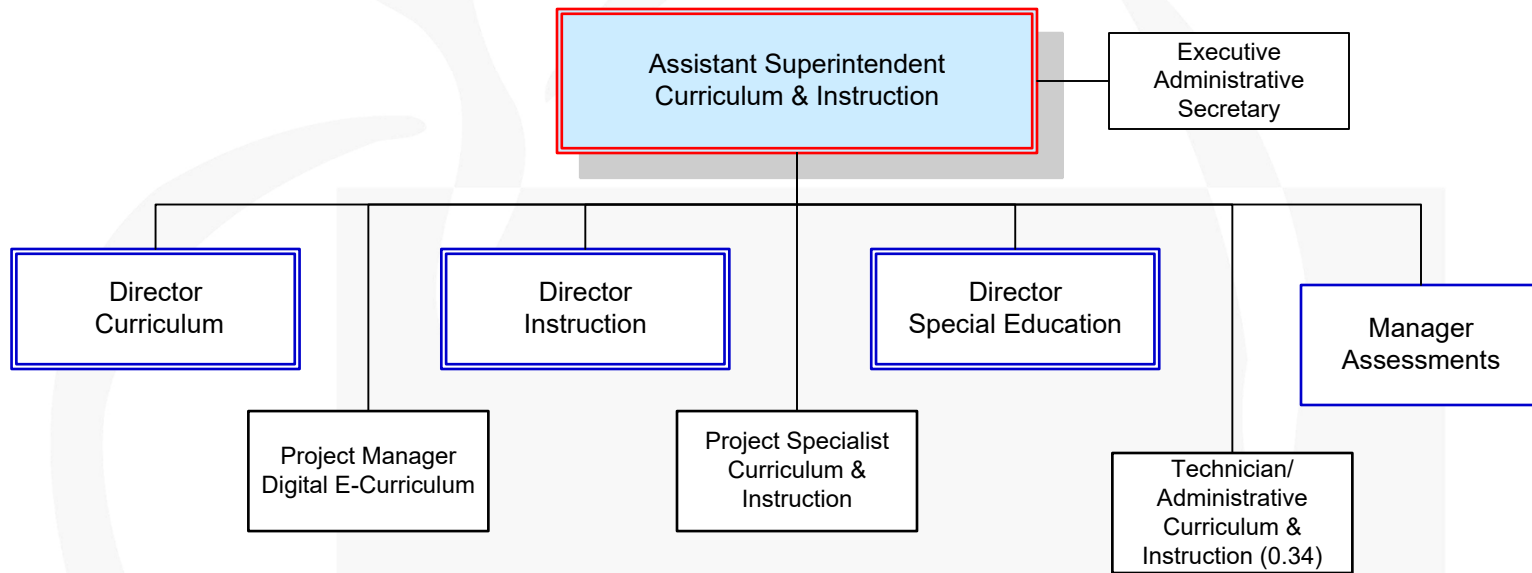 Assistant Superintendent
Curriculum & Instruction
Executive
Administrative
Secretary
Director
Curriculum
Director
Instruction
Director
Special Education
Manager
Assessments
Project Manager
Digital E-Curriculum
Project Specialist
Curriculum &
Instruction
Technician/
Administrative
Curriculum &
Instruction (0.34)